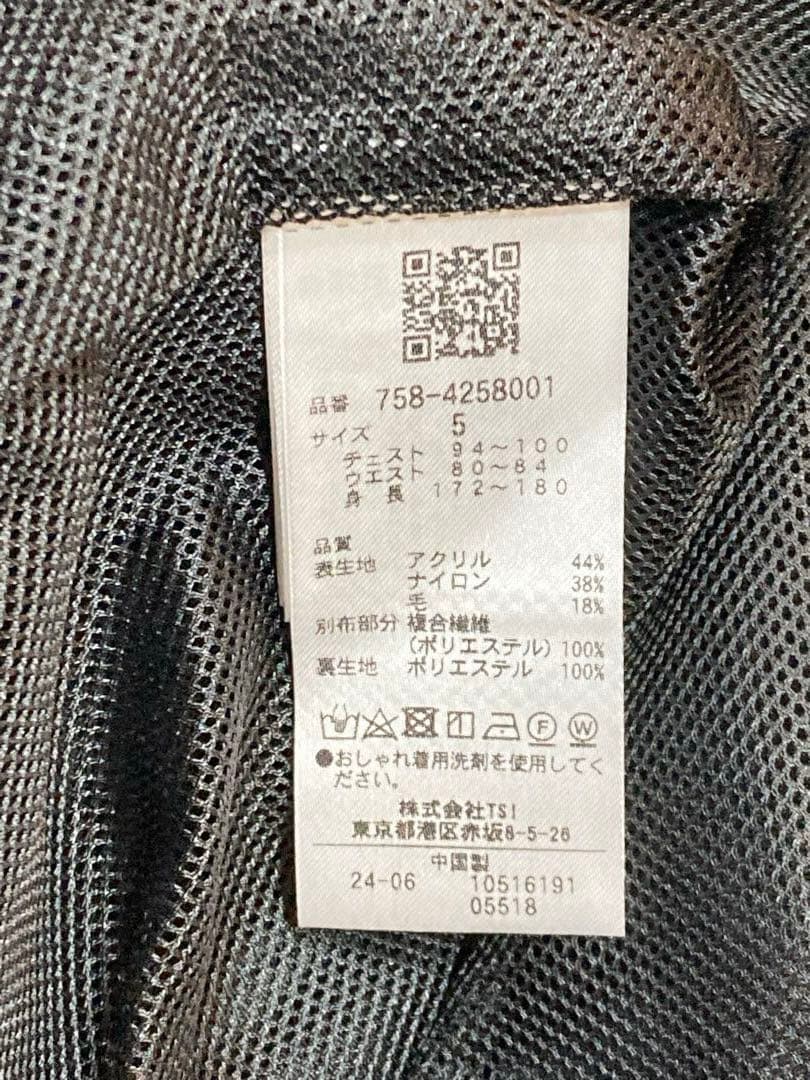 品番 758-4258001
サイズ 5
チェスト 94～100
ウエスト 80～84
身長 172～180
品質
表生地 アクリル 44%
ナイロン 38%
毛 18%
別布部分 複合繊維
(ポリエステル) 100%
裏生地 ポリエステル 100%
F W
●おしゃれ着用洗剤を使用してく
ださい。
株式会社TSI
東京都港区赤坂8-5-26
中国製
24-06 10516191
05518